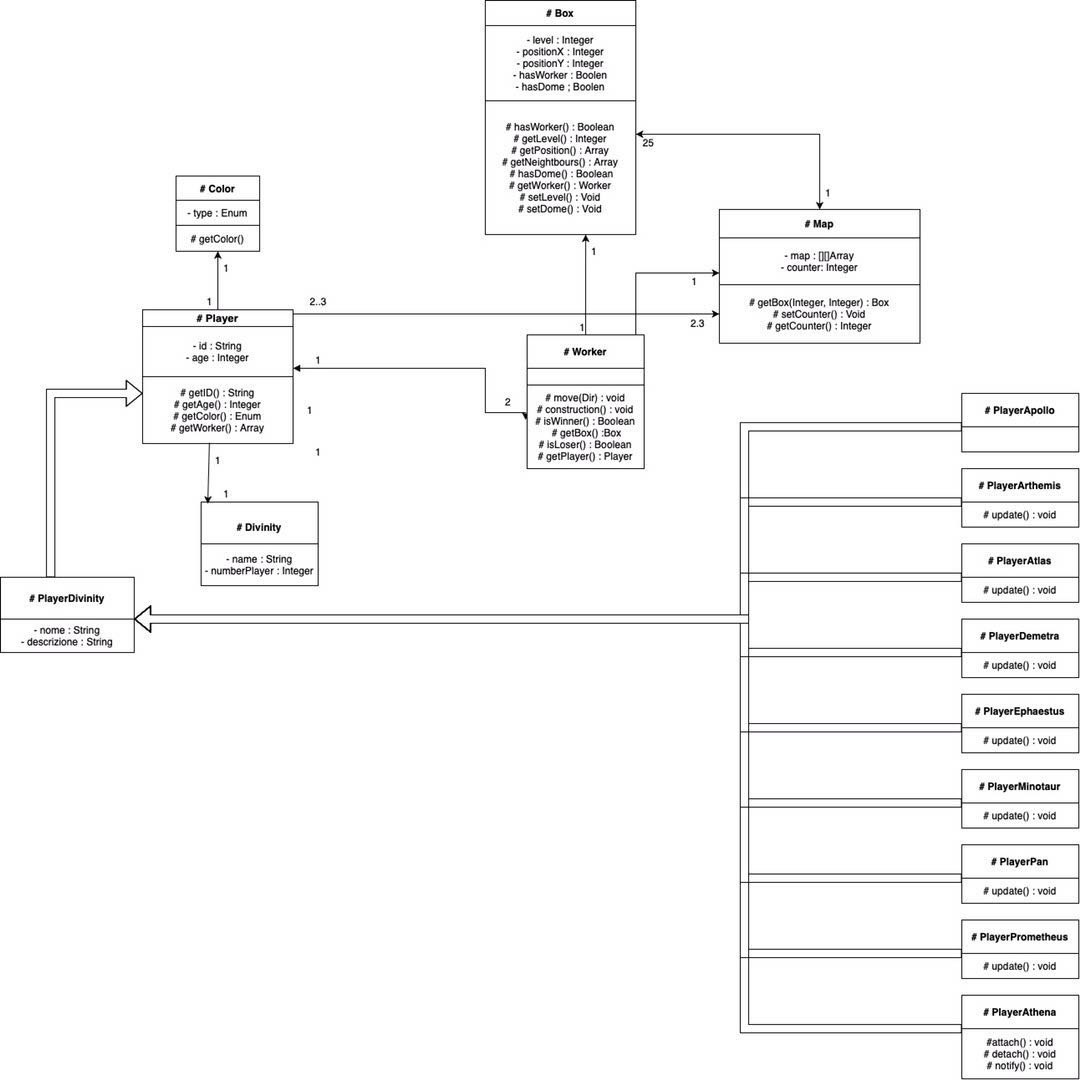 # Box
- level : Integer
- positionX : Integer
- positionY : Integer
- hasWorker : Boolen
- hasDome ; Boolen
# hasWorker() : Boolean
# getLevel() : Integer
# getPosition() : Array
# getNeightbours() : Array
# hasDome() : Boolean
# getWorker() : Worker
# setLevel() : Void
# setDome() : Void
25
1
# Color
- type : Enum
# getColor()
1
1
# Map
- map : [][]Array
- counter: Integer
# getBox(Integer, Integer) : Box
# setCounter() : Void
# getCounter() : Integer
1
1
1
2..3
2.3
# Player
- id : String
- age : Integer
# getID() : String
# getAge() : Integer
# getColor() : Enum
# getWorker() : Array
1
2
1
1
1
1
# Worker
# move(Dir) : void
# construction() : void
# isWinner() : Boolean
# getBox() :Box
# isLoser() : Boolean
# getPlayer() : Player
# Divinity
- name : String
- numberPlayer : Integer
# PlayerDivinity
- nome : String
- descrizione : String
# PlayerApollo
# PlayerArthemis
# update() : void
# PlayerAtlas
# update() : void
# PlayerDemetra
# update() : void
# PlayerEphaestus
# update() : void
# PlayerMinotaur
# update() : void
# PlayerPan
# update() : void
# PlayerPrometheus
# update() : void
# PlayerAthena
#attach() : void
# detach() : void
# notify() : void